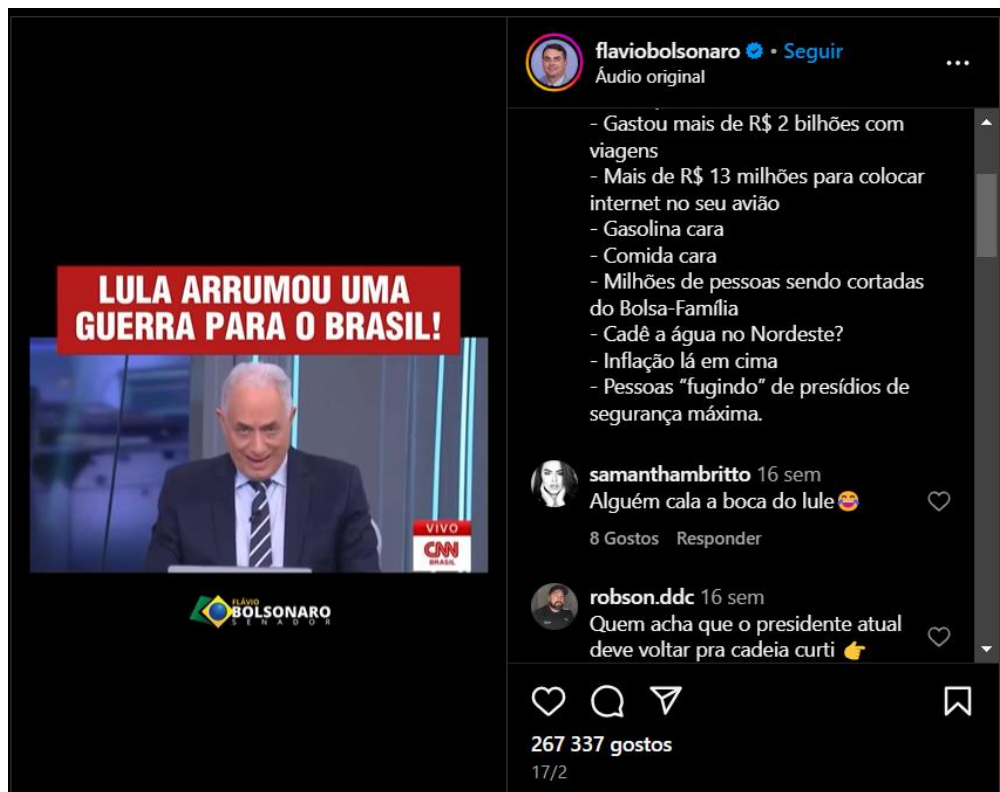 LULA ARRUMOU UMA
GUERRA PARA O BRASIL!
VIVO
CNN
BRASIL
FLÁVIO
BOLSONARO
SENADOR
flaviobolsonaro • Seguir
Áudio original
- Gastou mais de R$ 2 bilhões com
viagens
- Mais de R$ 13 milhões para colocar
internet no seu avião
- Gasolina cara
- Comida cara
- Milhões de pessoas sendo cortadas
do Bolsa-Família
- Cadê a água no Nordeste?
- Inflação lá em cima
- Pessoas “fugindo” de presídios de
segurança máxima.
samanthambritto 16 sem
Alguém cala a boca do lule😂
8 Gostos Responder
robson.ddc 16 sem
Quem acha que o presidente atual
deve voltar pra cadeia curti 👉
267 337 gostos
17/2